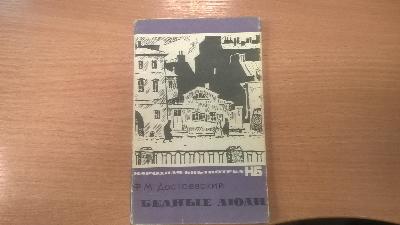 НАРОДНАЯ БИБЛИОТЕКА НБ
Ф. М. Достоевский
БЕДНЫЕ ЛЮДИ